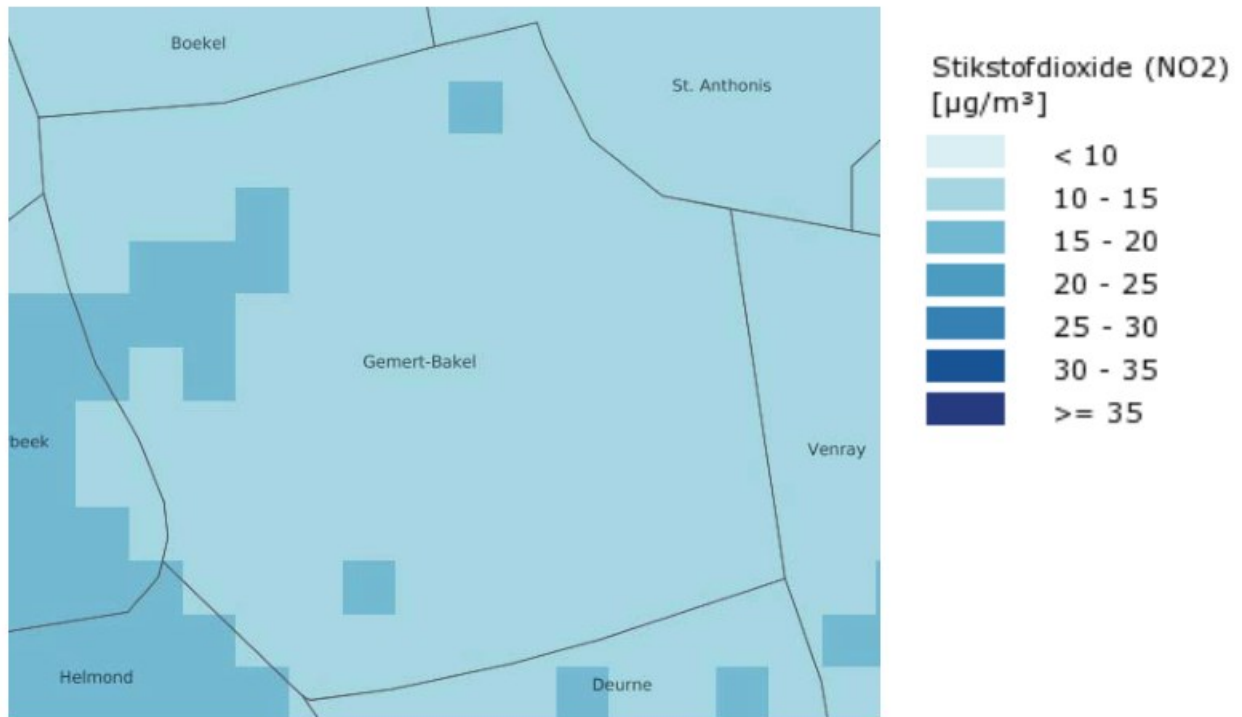 Boekel
St. Anthonis
Gemert-Bakel
beek
Venray
Helmond
Deurne
Stikstofdioxide (NO2)
[µg/m³]
< 10
10 - 15
15 - 20
20 - 25
25 - 30
30 - 35
>= 35